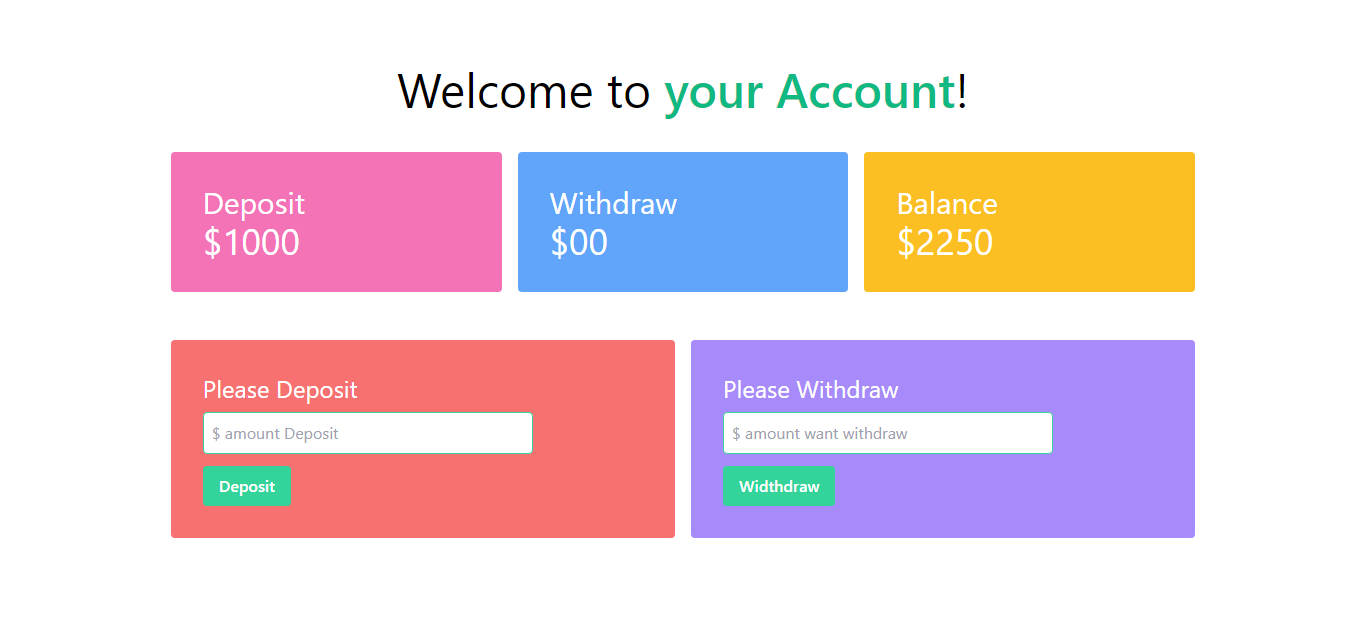 Welcome to your Account!
Deposit
$1000
Withdraw
$00
Balance
$2250
Please Deposit
$ amount Deposit
Deposit
Please Withdraw
$ amount want withdraw
Widthdraw